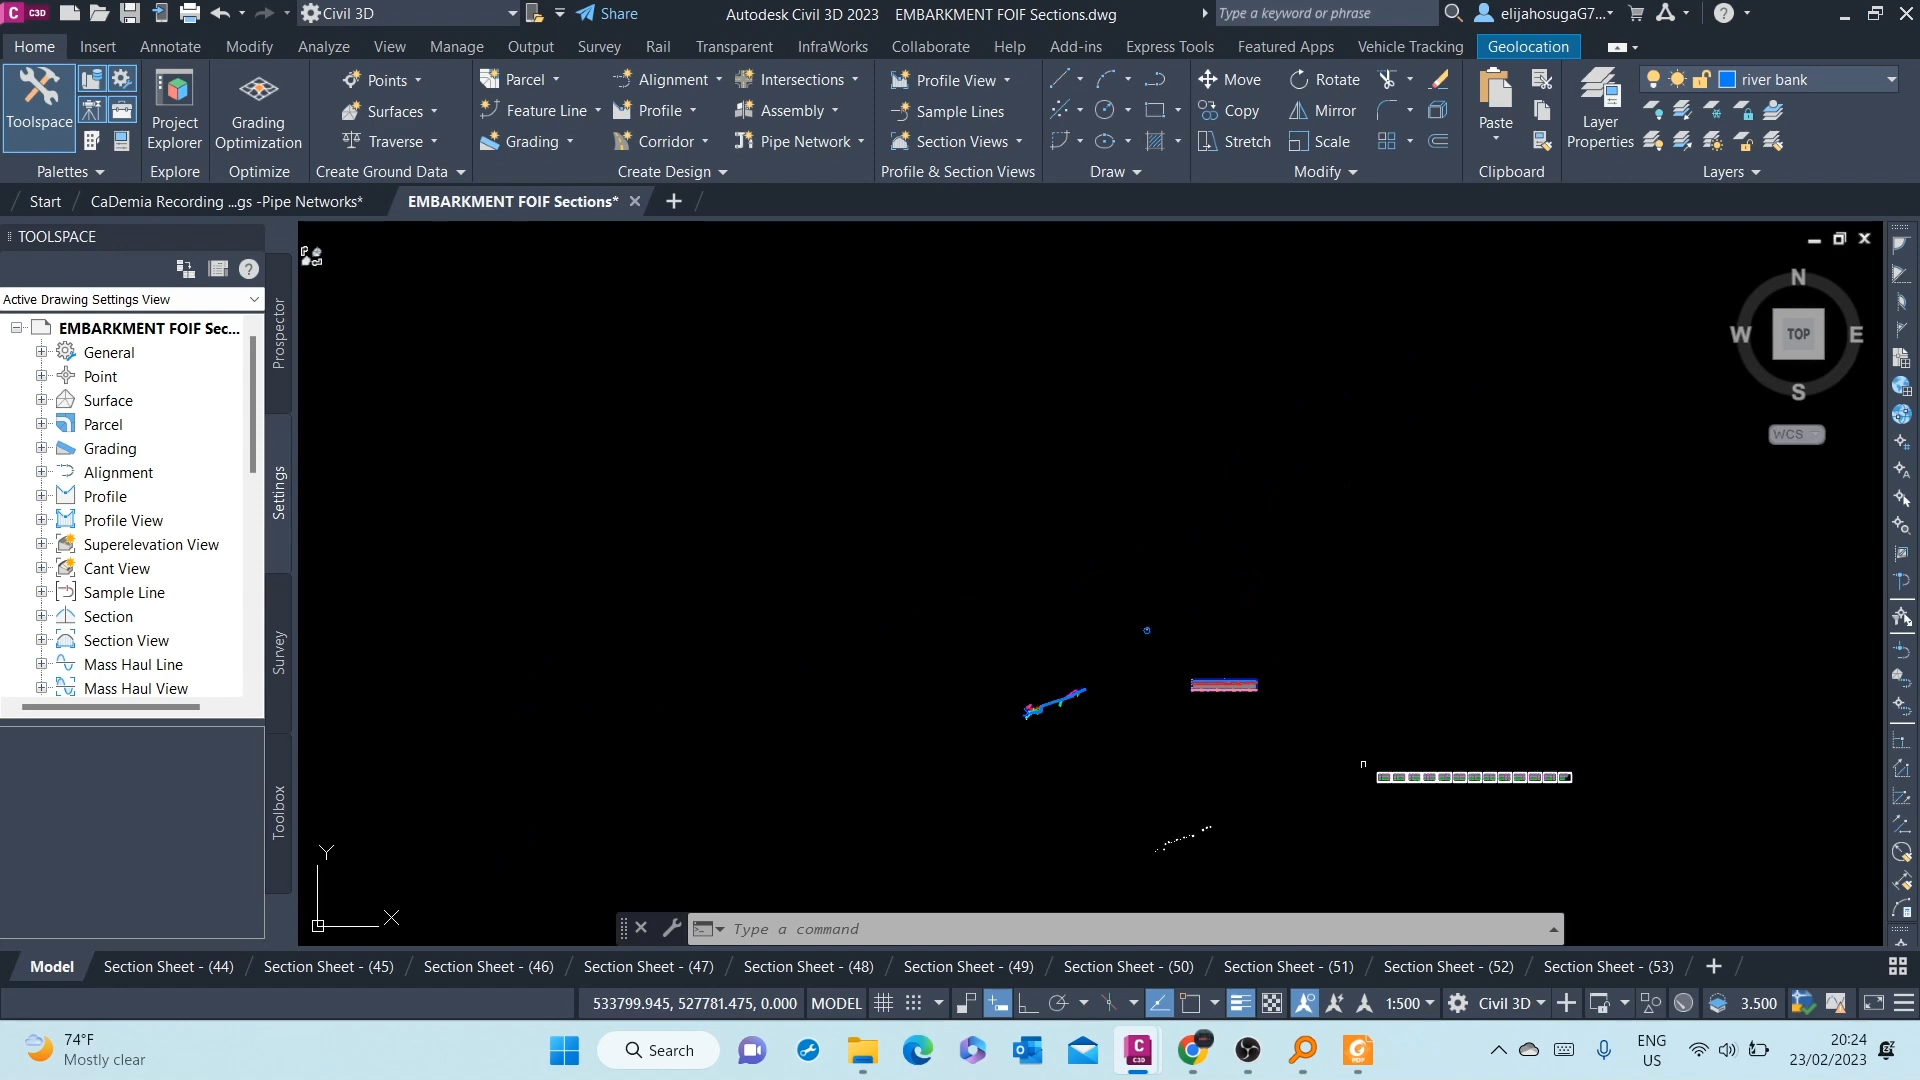 C3D
Civil 3D
Share
Autodesk Civil 3D 2023
EMBARKMENT FOIF Sections.dwg
Type a keyword or phrase
elijahosugaG7...
Home
Insert
Annotate
Modify
Analyze
View
Manage
Output
Survey
Rail
Transparent
InfraWorks
Collaborate
Help
Add-ins
Express Tools
Featured Apps
Vehicle Tracking
Geolocation
Toolspace
Project
Explorer
Grading
Optimization
Points
Surfaces
Traverse
Parcel
Feature Line
Grading
Alignment
Profile
Corridor
Intersections
Assembly
Pipe Network
Profile View
Sample Lines
Section Views
Move
Copy
Stretch
Rotate
Mirror
Scale
Paste
Layer
Properties
river bank
Palettes
Explore
Optimize
Create Ground Data
Create Design
Profile & Section Views
Draw
Modify
Clipboard
Layers
Start
CaDemia Recording ...gs -Pipe Networks*
EMBARKMENT FOIF Sections*
TOOLSPACE
Active Drawing Settings View
EMBARKMENT FOIF Sec...
General
Point
Surface
Parcel
Grading
Alignment
Profile
Profile View
Superelevation View
Cant View
Sample Line
Section
Section View
Mass Haul Line
Mass Haul View
Prospector
Settings
Survey
Toolbox
N
W
TOP
E
S
WCS
Y
X
Type a command
Model
Section Sheet - (44)
Section Sheet - (45)
Section Sheet - (46)
Section Sheet - (47)
Section Sheet - (48)
Section Sheet - (49)
Section Sheet - (50)
Section Sheet - (51)
Section Sheet - (52)
Section Sheet - (53)
533799.945, 527781.475, 0.000
MODEL
1:500
Civil 3D
3.500
74°F
Mostly clear
Search
C3D
PDF
ENG
US
20:24
23/02/2023